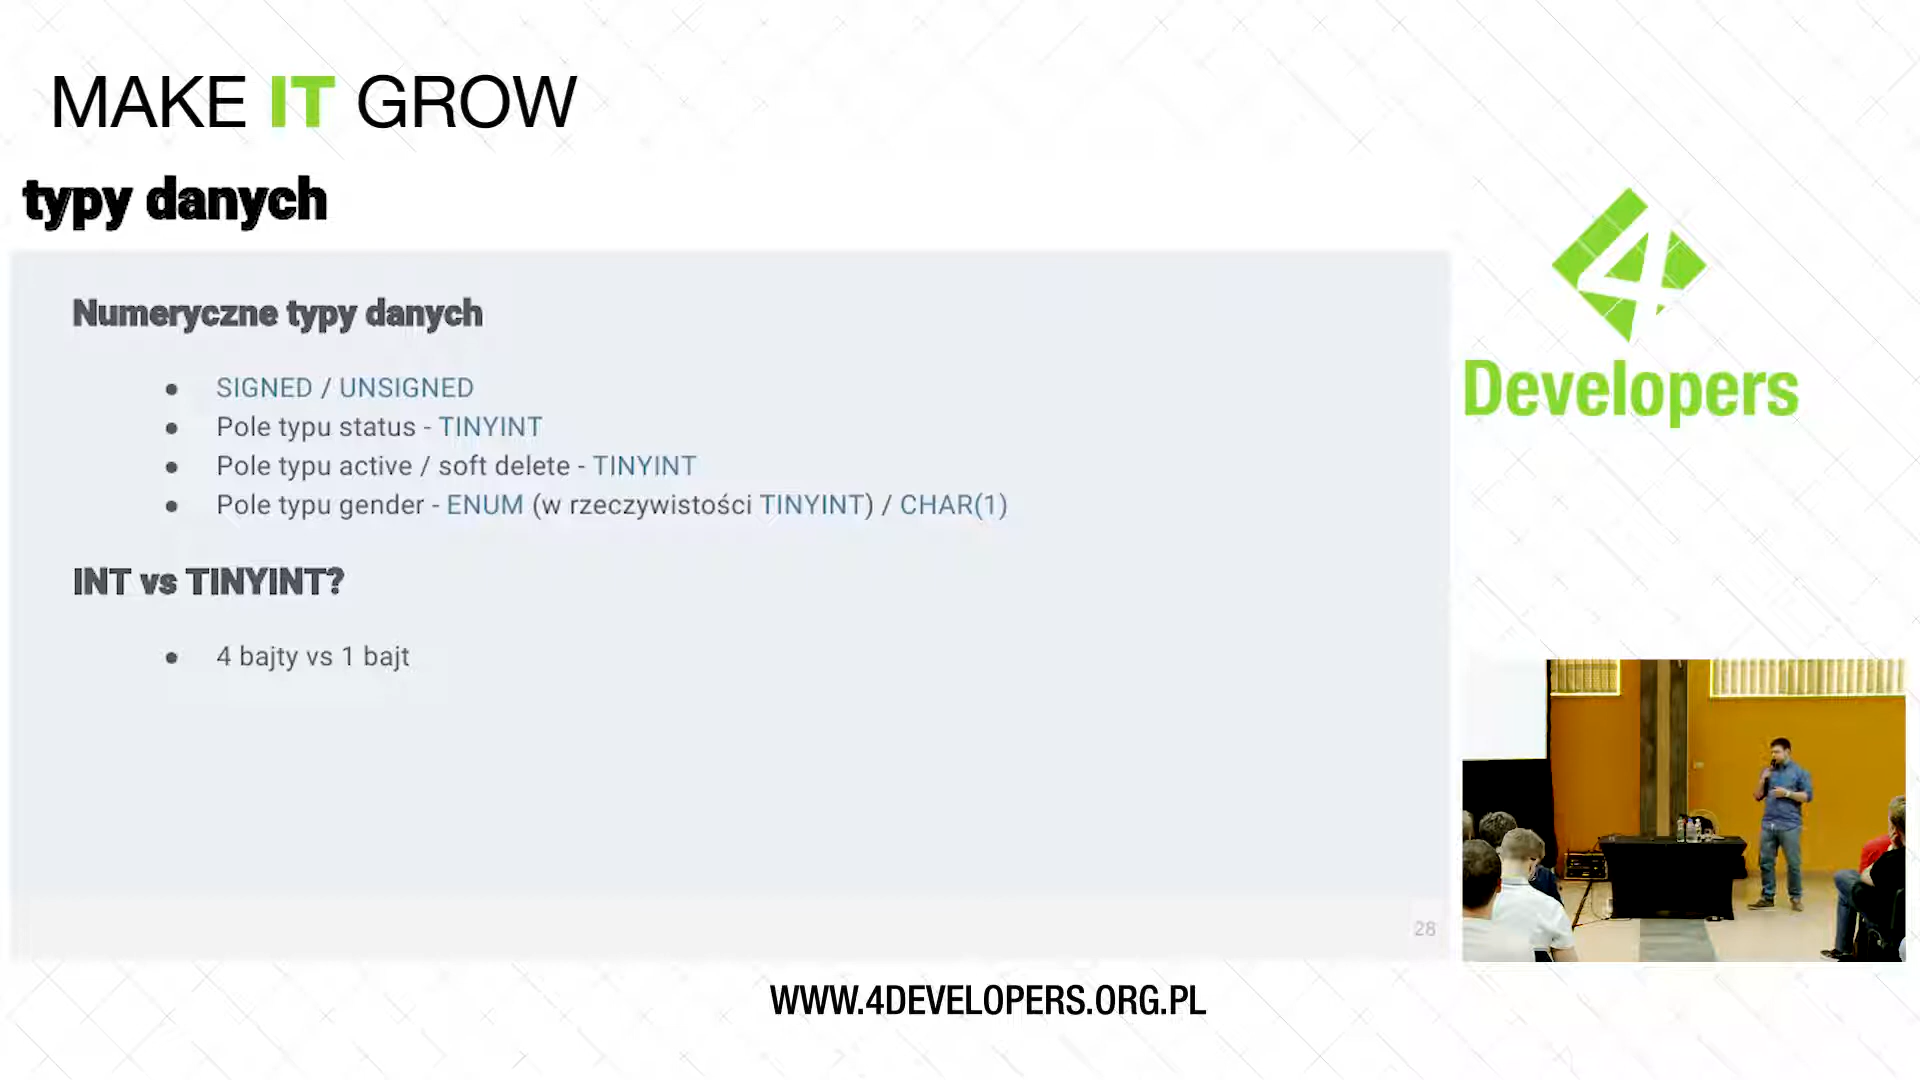 MAKE IT GROW
typy danych
Numeryczne typy danych
● SIGNED / UNSIGNED
● Pole typu status - TINYINT
● Pole typu active / soft delete - TINYINT
● Pole typu gender - ENUM (w rzeczywistości TINYINT) / CHAR(1)
INT vs TINYINT?
● 4 bajty vs 1 bajt
28
4
Developers
WWW.4DEVELOPERS.ORG.PL